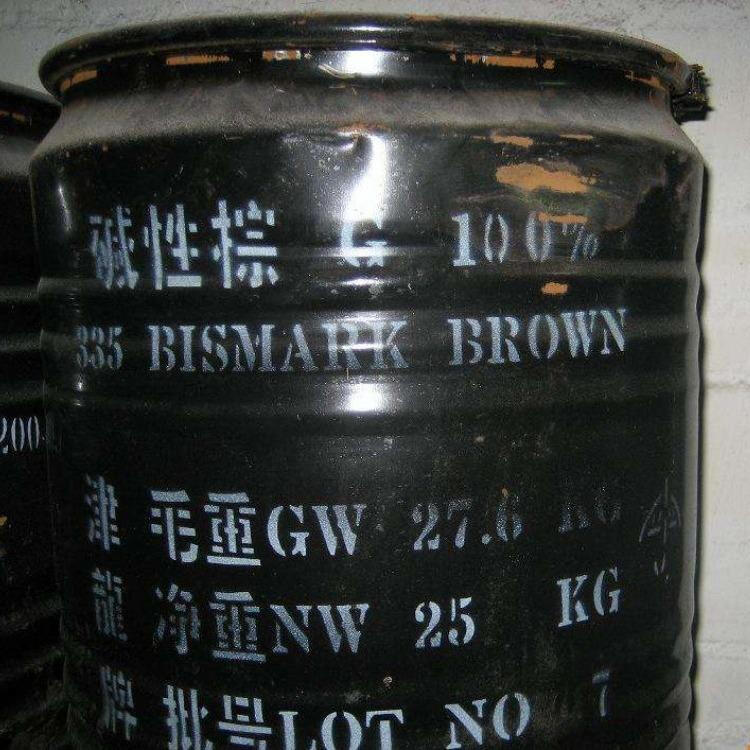 碱性棕 G 100%
335 BISMARK BROWN
200
津 毛重GW 27.6 KG
龍 净重NW 25 KG
牌 批号LOT NO 7